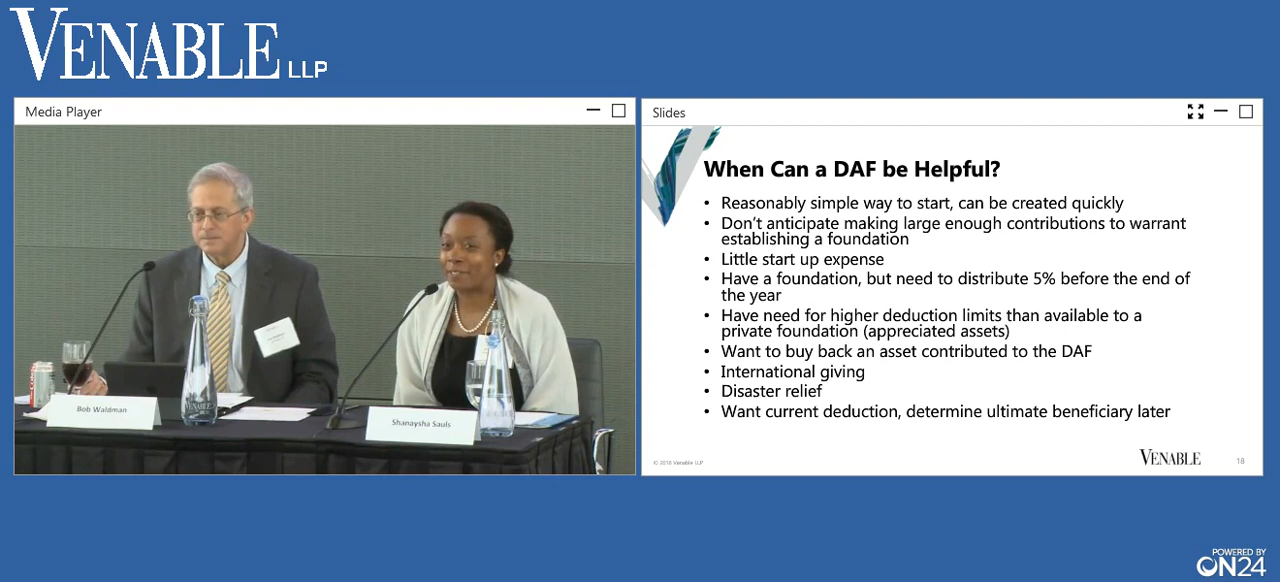 VENABLE LLP
Media Player
Bob Waldman
VENABLE
Shanaysha Sauls
Slides
When Can a DAF be Helpful?
• Reasonably simple way to start, can be created quickly
• Don't anticipate making large enough contributions to warrant
establishing a foundation
• Little start up expense
• Have a foundation, but need to distribute 5% before the end of
the year
• Have need for higher deduction limits than available to a
private foundation (appreciated assets)
• Want to buy back an asset contributed to the DAF
• International giving
• Disaster relief
• Want current deduction, determine ultimate beneficiary later
© 2018 Venable LLP
VENABLE
18
POWERED BY
ON24